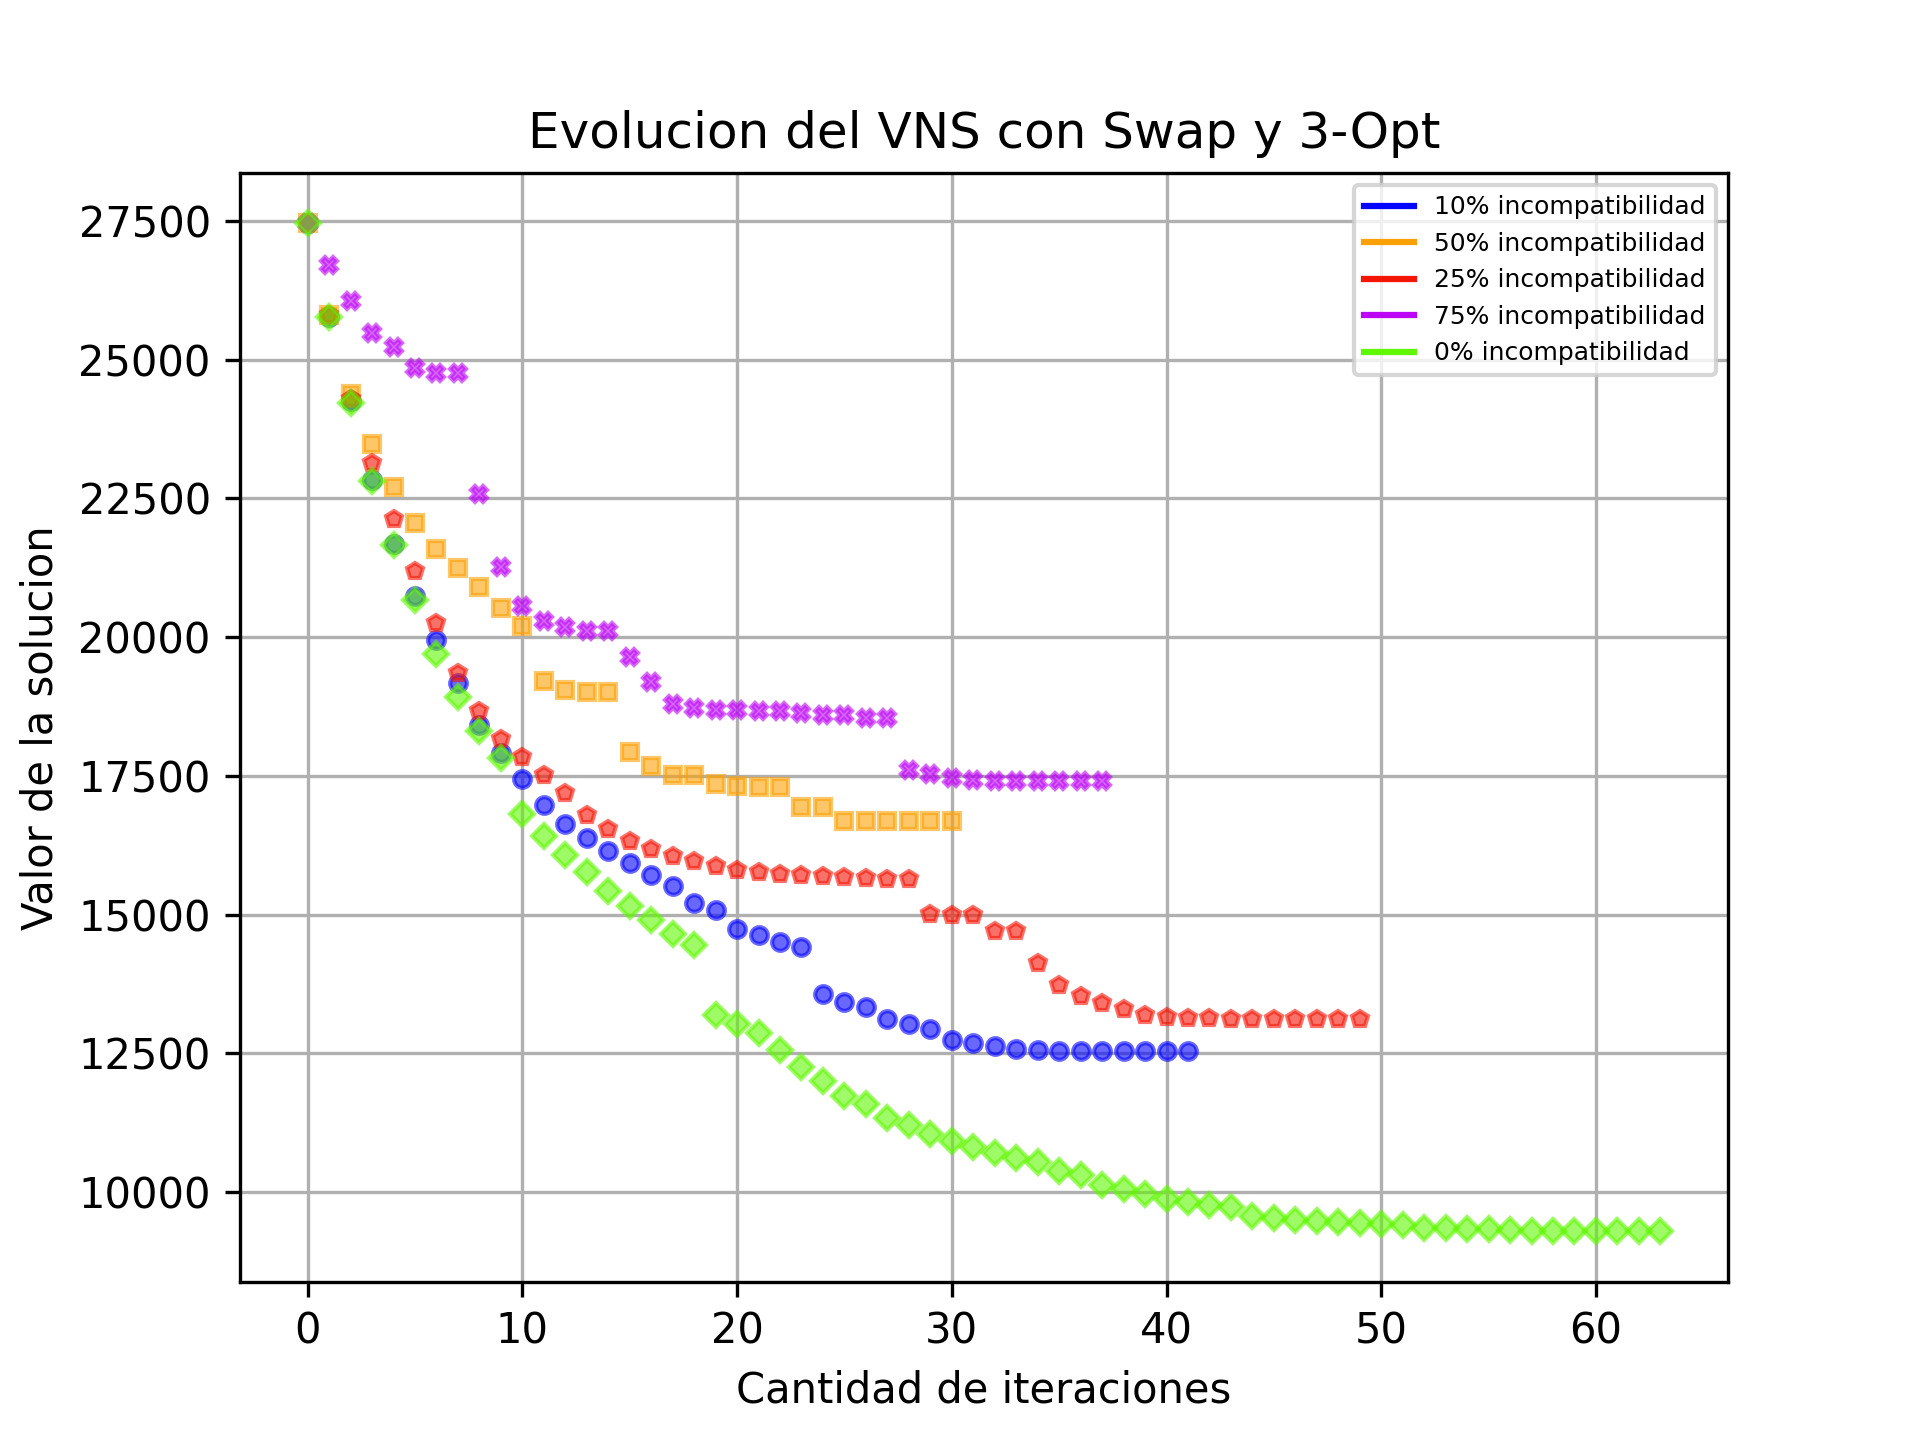 Evolucion del VNS con Swap y 3-Opt
27500
25000
22500
20000
17500
15000
12500
10000
Valor de la solucion
10% incompatibilidad
50% incompatibilidad
25% incompatibilidad
75% incompatibilidad
0% incompatibilidad
0 10 20 30 40 50 60
Cantidad de iteraciones